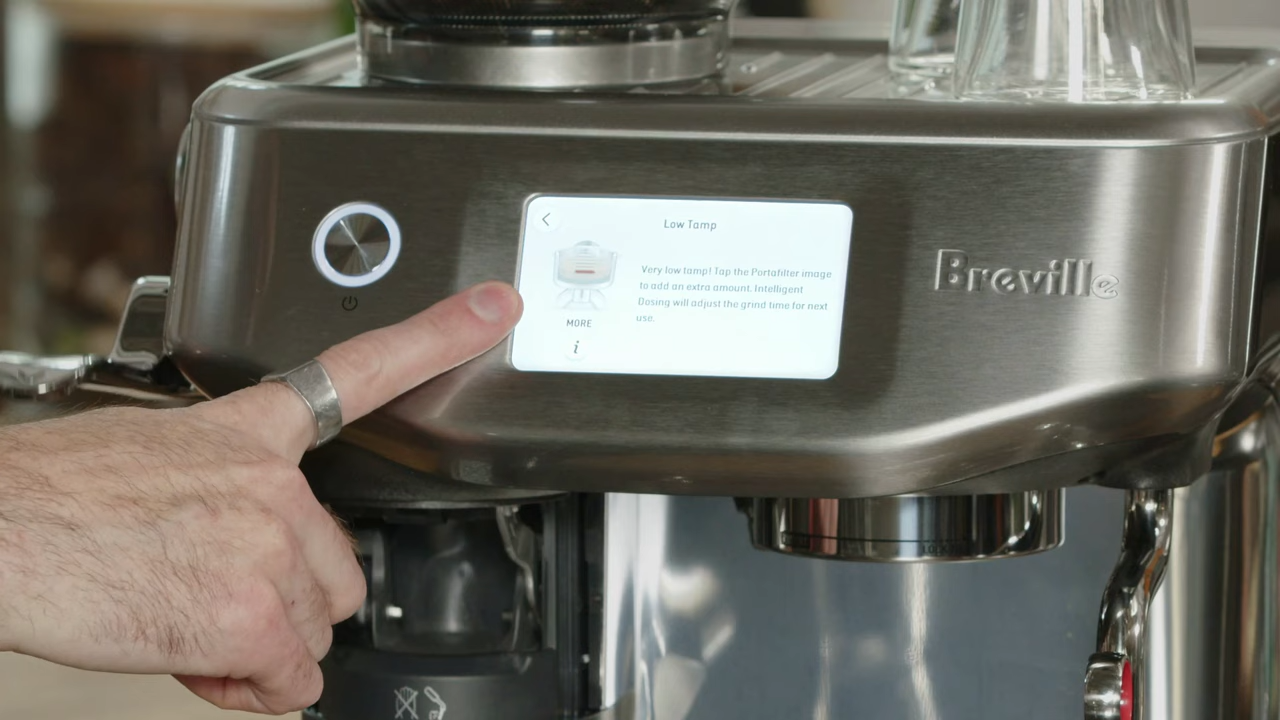 Low Tamp
Very low tamp! Tap the Portafilter image
to add an extra amount. Intelligent
Dosing will adjust the grind time for next
use.
MORE
i
Breville